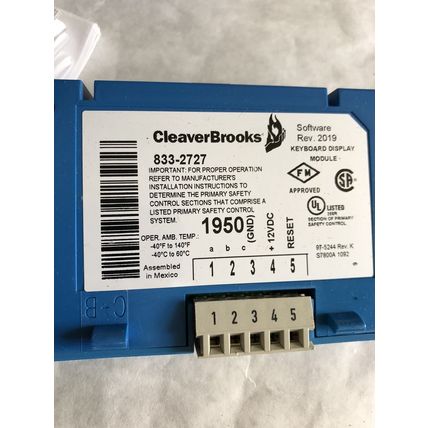 CleaverBrooks
Software
Rev. 2019
KEYBOARD DISPLAY
MODULE
833-2727
IMPORTANT: FOR PROPER OPERATION
REFER TO MANUFACTURER'S
INSTALLATION INSTRUCTIONS TO
DETERMINE THE PRIMARY SAFETY
CONTROL SECTIONS THAT COMPRISE A
LISTED PRIMARY SAFETY CONTROL
SYSTEM.
FM
APPROVED
UL
LISTED
SECTION OF PRIMARY
SAFETY CONTROL
1950
OPER. AMB. TEMP.:
-40°F to 140°F
-40°C to 60°C
a b c (GND) +12VDC RESET
97-5244 Rev. K
S7800A 1092
Assembled
in Mexico
1 2 3 4 5
1 2 3 4 5
C-B